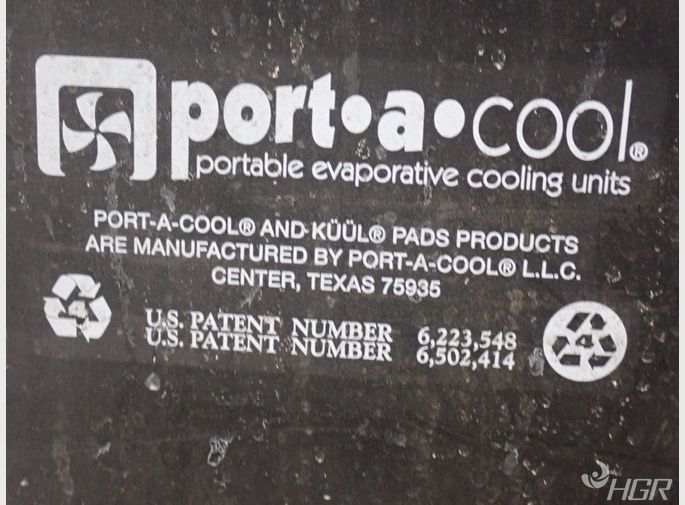 port•a•cool®
portable evaporative cooling units
PORT-A-COOL® AND KÜÜL® PADS PRODUCTS
ARE MANUFACTURED BY PORT-A-COOL® L.L.C.
CENTER, TEXAS 75935
4
U.S. PATENT NUMBER 6,223,548
U.S. PATENT NUMBER 6,502,414
4
HGR